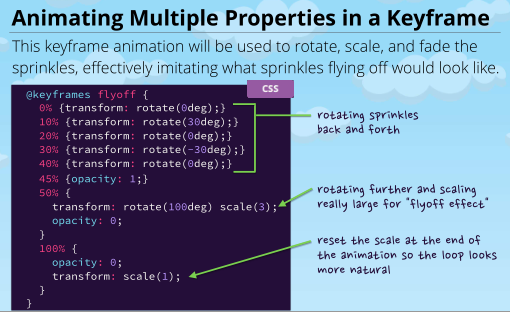 Animating Multiple Properties in a Keyframe
This keyframe animation will be used to rotate, scale, and fade the
sprinkles, effectively imitating what sprinkles flying off would look like.
CSS
@keyframes flyoff {
0% {transform: rotate(0deg);}
10% {transform: rotate(30deg);}
20% {transform: rotate(0deg);}
30% {transform: rotate(-30deg);}
40% {transform: rotate(0deg);}
45% {opacity: 1;}
50% {
transform: rotate(100deg) scale(3);
opacity: 0;
}
100% {
opacity: 0;
transform: scale(1);
}
}
rotating sprinkles
back and forth
rotating further and scaling
really large for "flyoff effect"
reset the scale at the end of
the animation so the loop looks
more natural